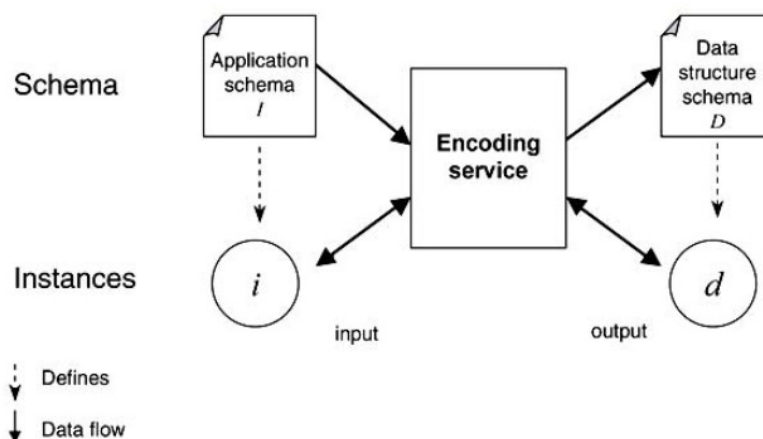 Schema
Application
schema
I
Encoding
service
Data
structure
schema
D
Instances
i
d
input
output
Defines
Data flow